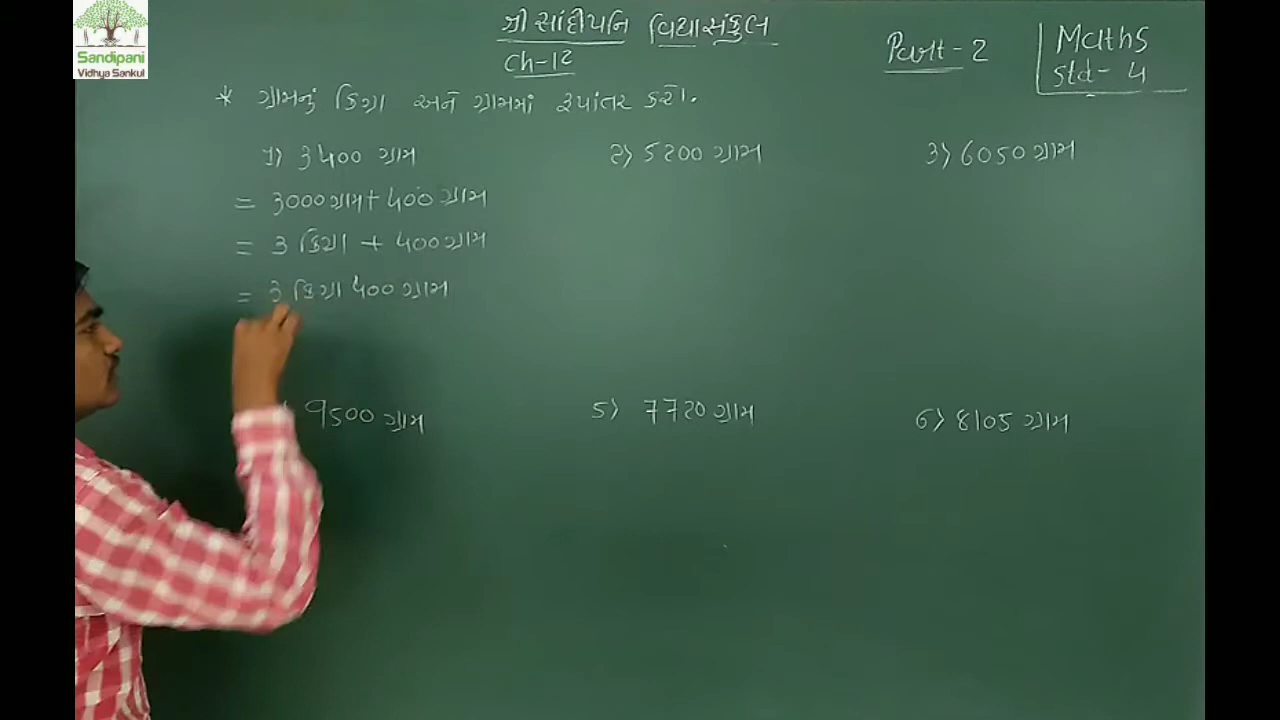 Sandipani
Vidhya Sankul
શ્રી સાંદીપનિ વિદ્યાસંકુલ
Ch-12
Part-2
Maths
Std-4
* ગ્રામનું કિગ્રા અને ગ્રામમાં રૂપાંતર કરો.
1) 3400 ગ્રામ
= 3000 ગ્રામ + 400 ગ્રામ
= 3 કિગ્રા + 400 ગ્રામ
= 3 કિગ્રા 400 ગ્રામ
2) 5200 ગ્રામ
3) 6050 ગ્રામ
9500 ગ્રામ
5) 7720 ગ્રામ
6) 8105 ગ્રામ